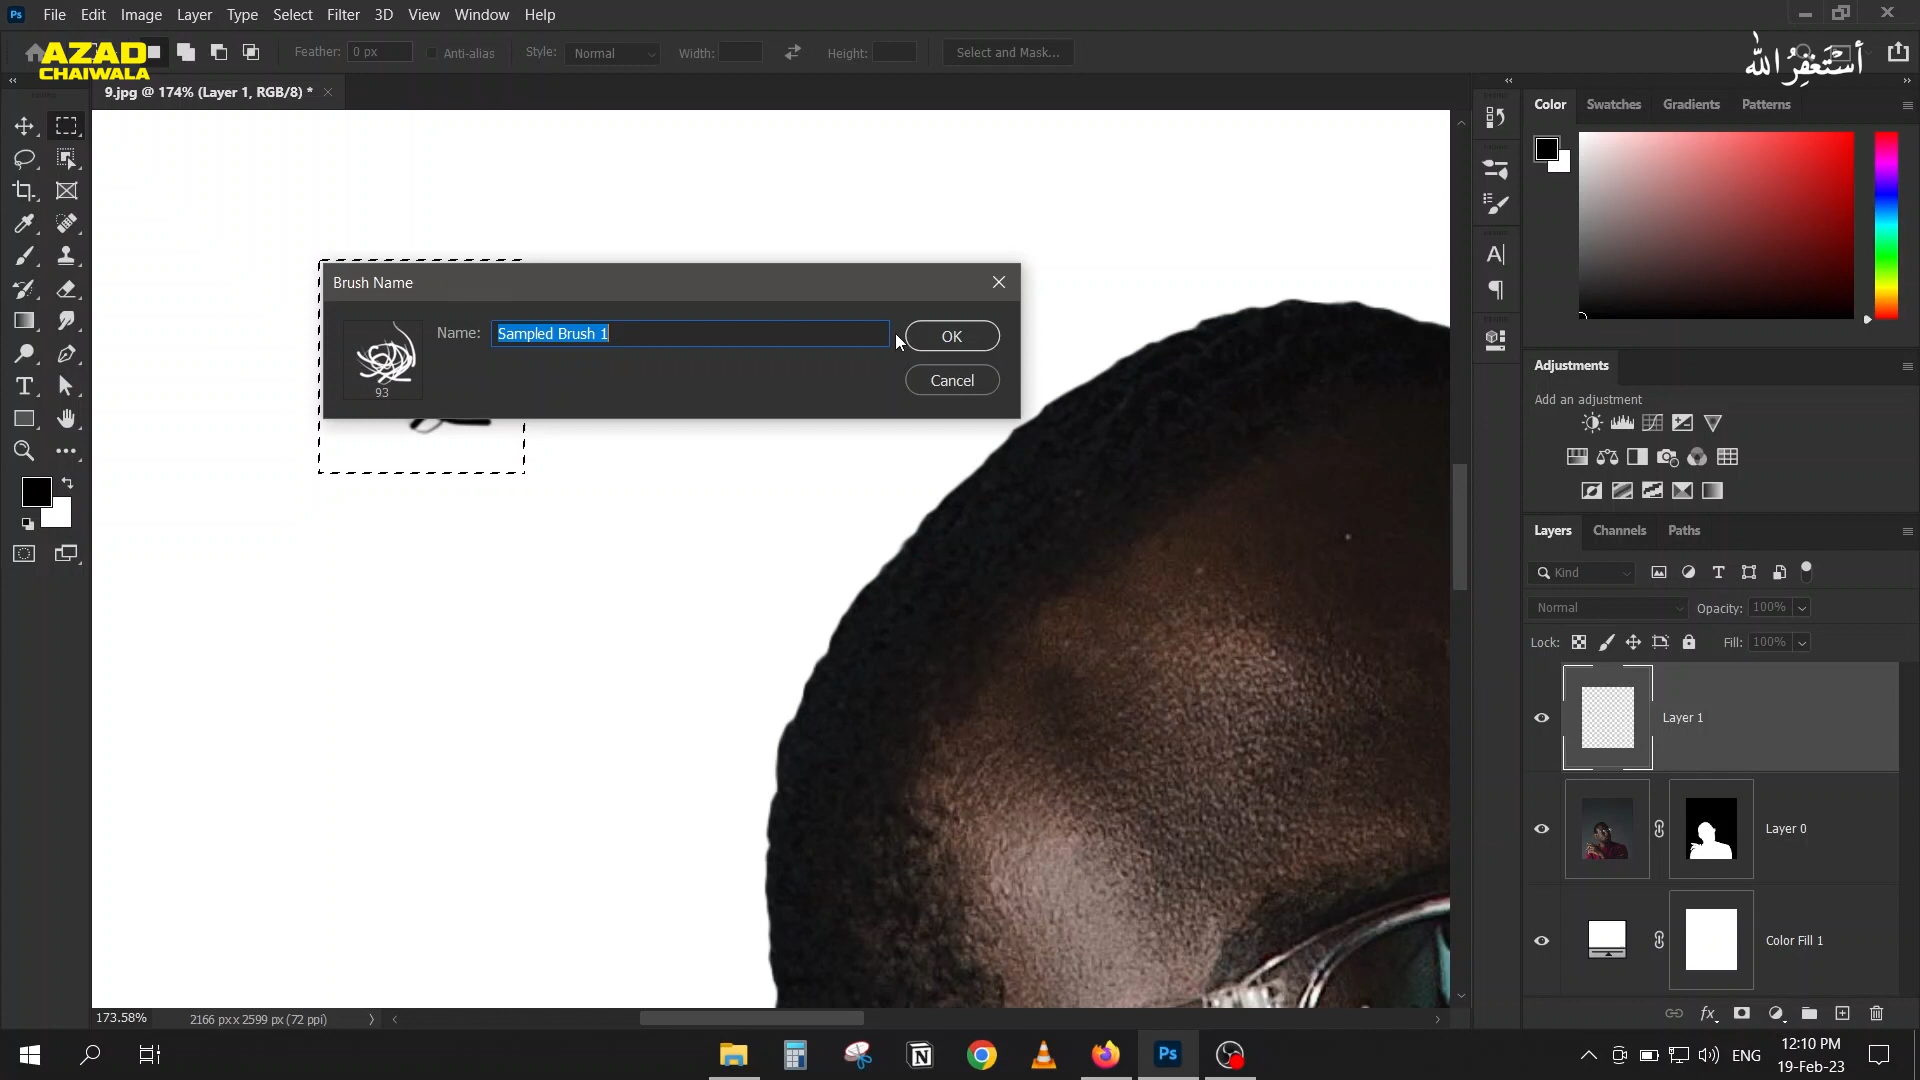 Ps File Edit Image Layer Type Select Filter 3D View Window Help
AZAD
CHAIWALA
Feather: 0 px Anti-alias Style: Normal Width: Height: Select and Mask...
أستغفر الله
9.jpg @ 174% (Layer 1, RGB/8) *
Color Swatches Gradients Patterns
Brush Name
Name: Sampled Brush 1
OK
93
Cancel
Adjustments
Add an adjustment
Layers Channels Paths
Kind
Normal Opacity: 100%
Lock: Fill: 100%
Layer 1
Layer 0
Color Fill 1
173.58% 2166 px x 2599 px (72 ppi)
fx
Ps
ENG
12:10 PM
19-Feb-23